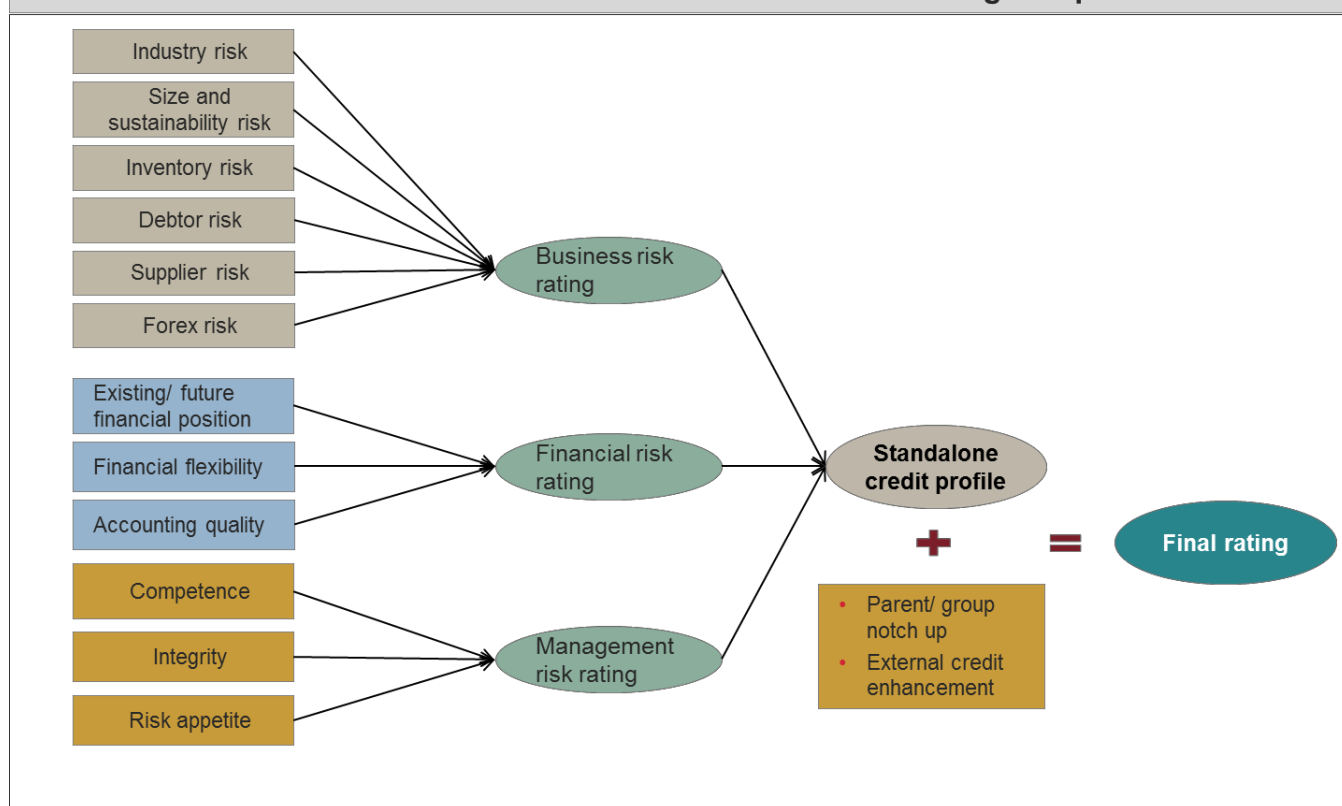 Industry risk
Size and
sustainability risk
Inventory risk
Debtor risk
Supplier risk
Forex risk
Business risk
rating
Existing/ future
financial position
Financial flexibility
Accounting quality
Financial risk
rating
Competence
Integrity
Risk appetite
Management
risk rating
Standalone
credit profile
+
=
Final rating
• Parent/ group
notch up
• External credit
enhancement